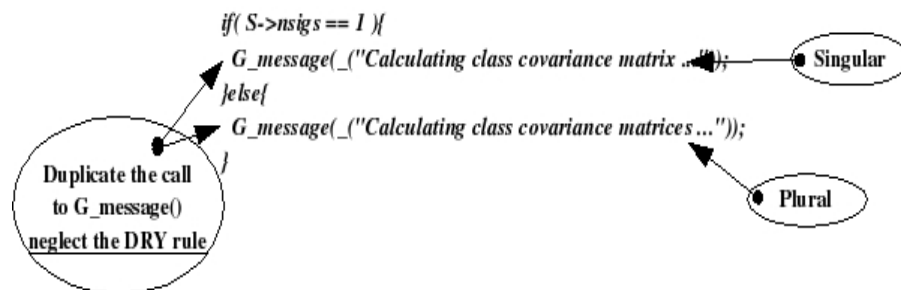 if( S->nsigs == 1 ){
G_message(_("Calculating class covariance matrix ..."));
}else{
G_message(_("Calculating class covariance matrices ..."));
}
Singular
Plural
Duplicate the call
to G_message()
neglect the DRY rule